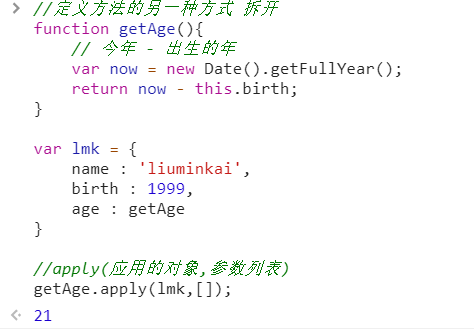 //定义方法的另一种方式 拆开
function getAge(){
    // 今年 - 出生的年
    var now = new Date().getFullYear();
    return now - this.birth;
}
var lmk = {
    name : 'liuminkai',
    birth : 1999,
    age : getAge
}
//apply(应用的对象,参数列表)
getAge.apply(lmk,[]);
21